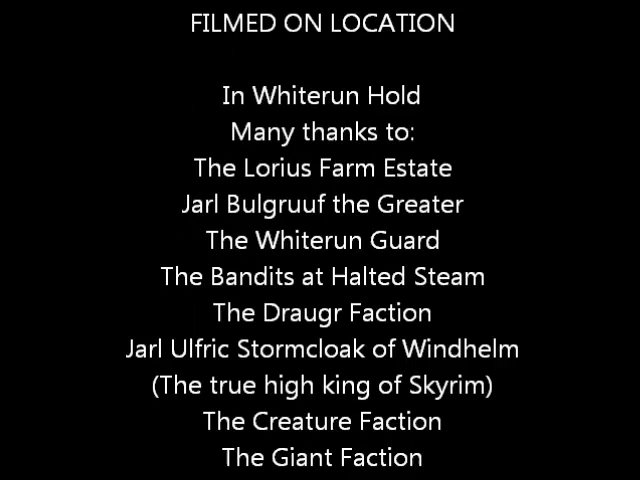 FILMED ON LOCATION
In Whiterun Hold
Many thanks to:
The Lorius Farm Estate
Jarl Bulgruuf the Greater
The Whiterun Guard
The Bandits at Halted Steam
The Draugr Faction
Jarl Ulfric Stormcloak of Windhelm
(The true high king of Skyrim)
The Creature Faction
The Giant Faction